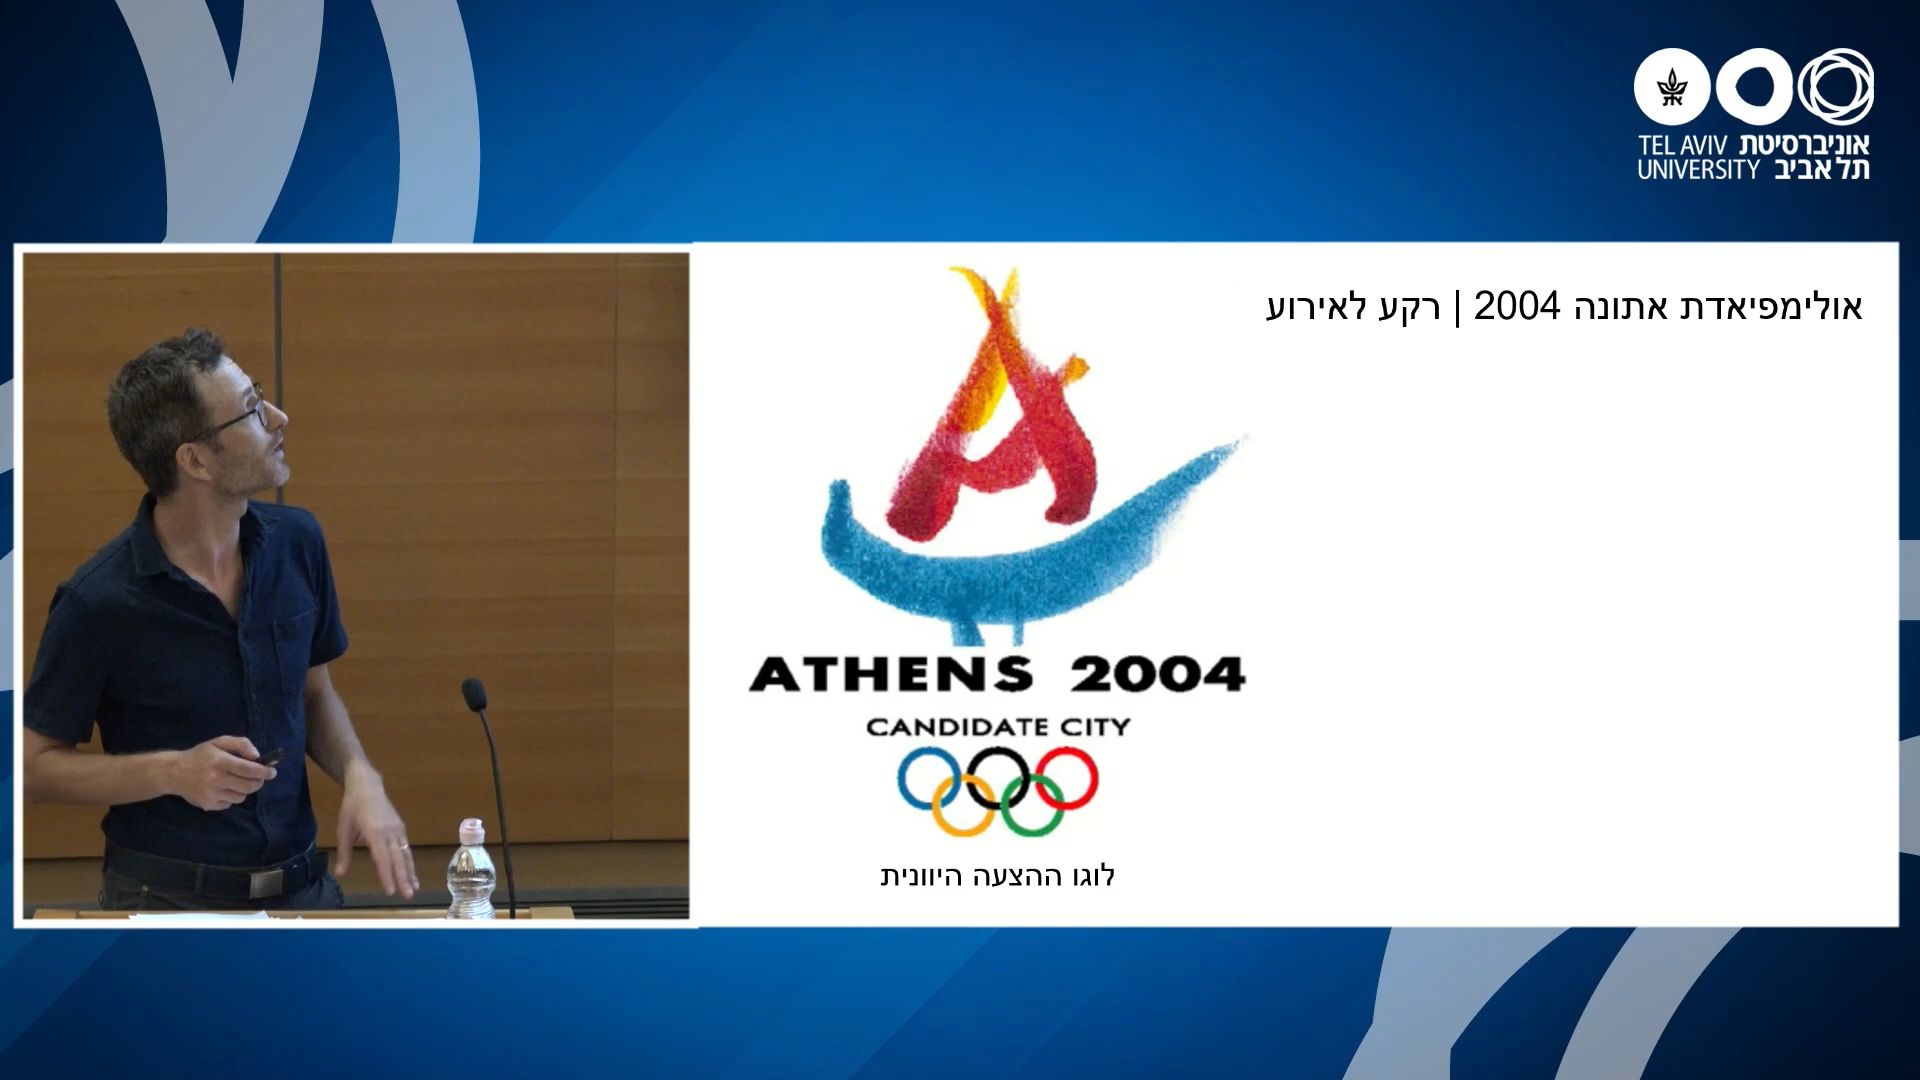 TEL AVIV אוניברסיטת
UNIVERSITY תל אביב
אולימפיאדת אתונה 2004 | רקע לאירוע
ATHENS 2004
CANDIDATE CITY
לוגו ההצעה היוונית